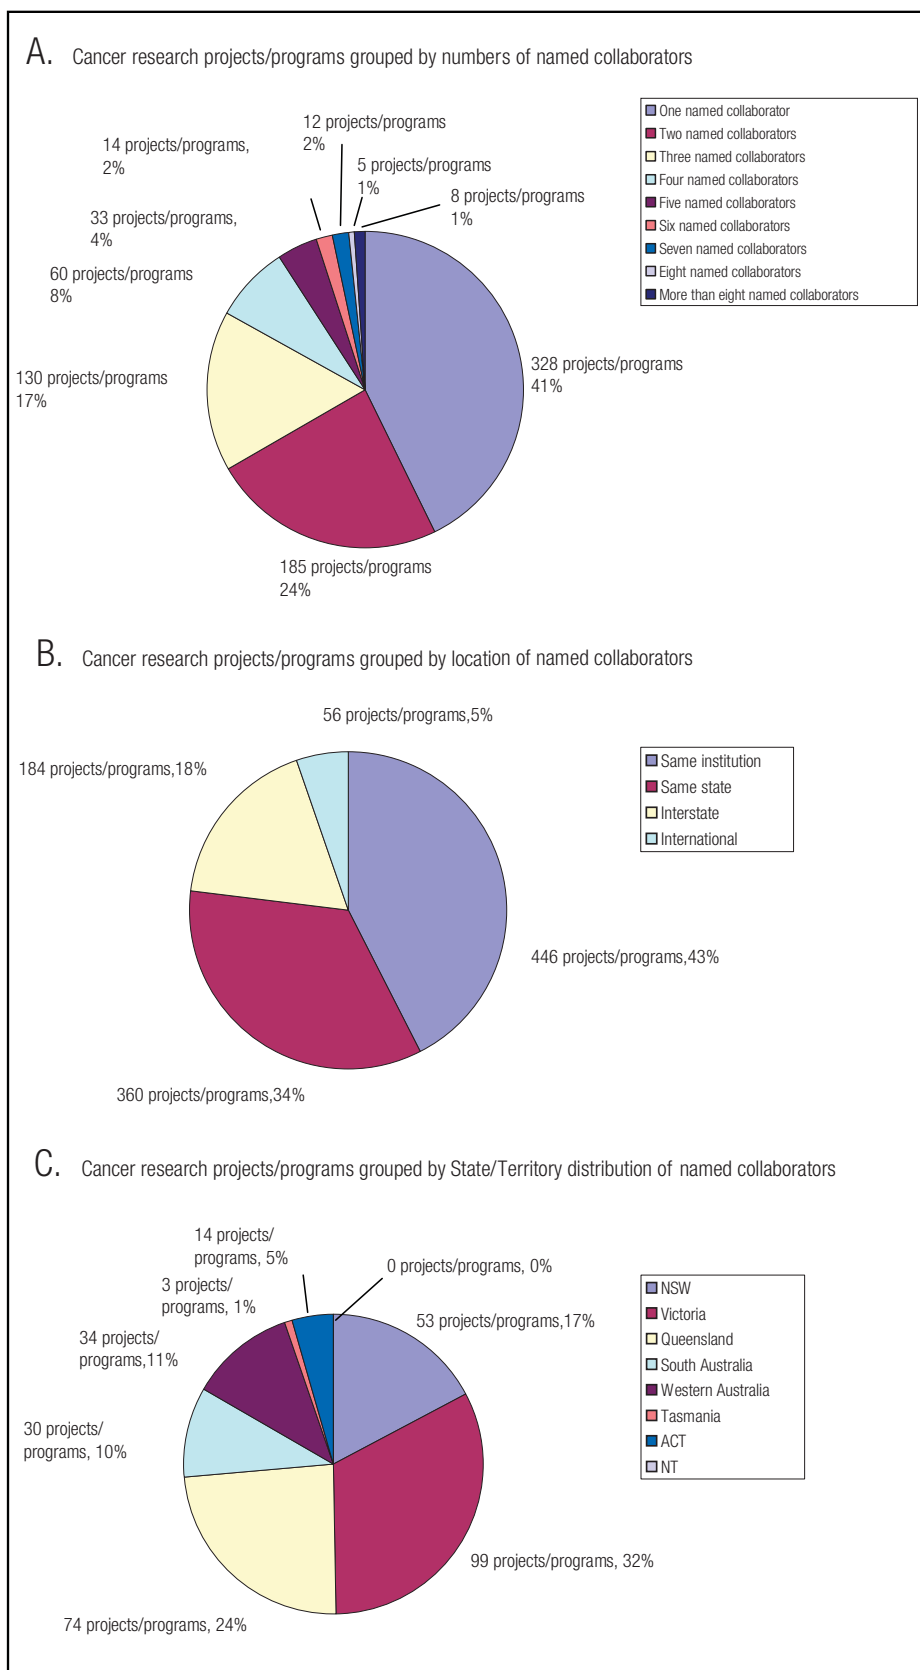 A. Cancer research projects/programs grouped by numbers of named collaborators
12 projects/programs
2%
14 projects/programs,
2%
5 projects/programs
1%
8 projects/programs
1%
33 projects/programs,
4%
60 projects/programs
8%
130 projects/programs
17%
328 projects/programs
41%
185 projects/programs
24%
One named collaborator
Two named collaborators
Three named collaborators
Four named collaborators
Five named collaborators
Six named collaborators
Seven named collaborators
Eight named collaborators
More than eight named collaborators
B. Cancer research projects/programs grouped by location of named collaborators
56 projects/programs,5%
184 projects/programs,18%
446 projects/programs,43%
360 projects/programs,34%
Same institution
Same state
Interstate
International
C. Cancer research projects/programs grouped by State/Territory distribution of named collaborators
14 projects/
programs, 5%
0 projects/programs, 0%
3 projects/
programs, 1%
53 projects/programs,17%
34 projects/
programs,11%
30 projects/
programs, 10%
99 projects/programs, 32%
74 projects/programs, 24%
NSW
Victoria
Queensland
South Australia
Western Australia
Tasmania
ACT
NT